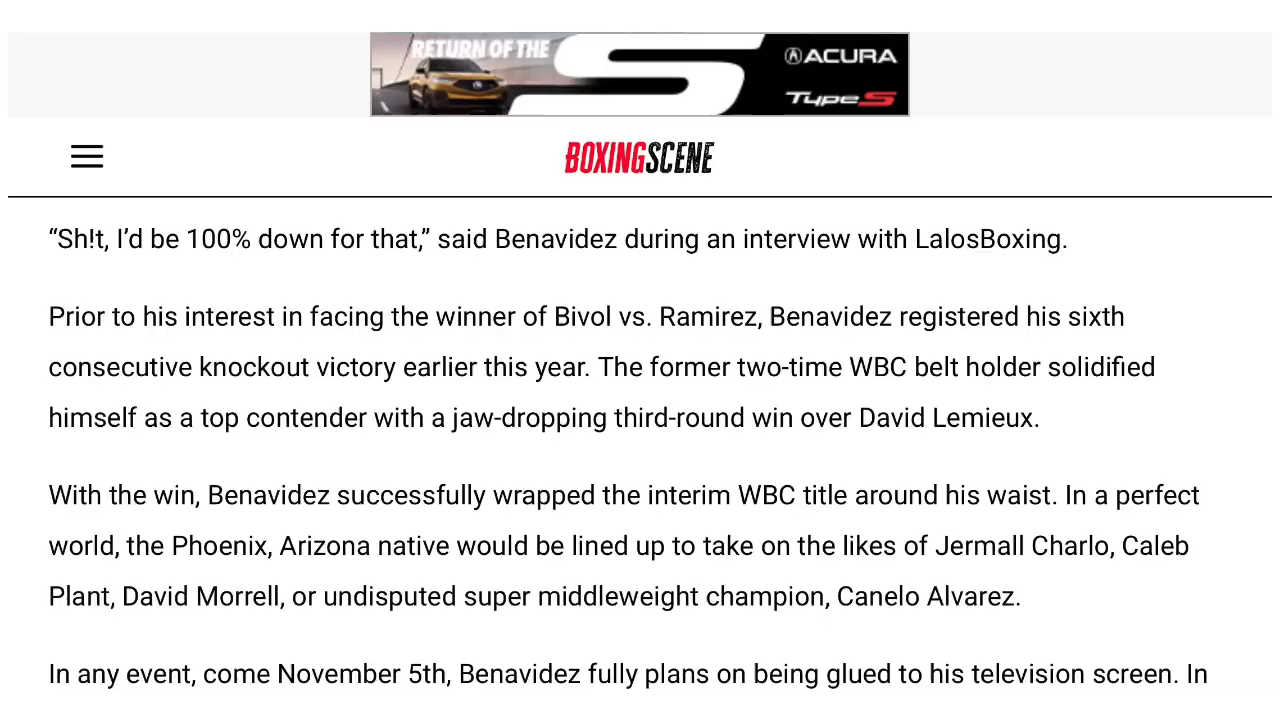 RETURN OF THE
S
ACURA
TYPE S
BOXINGSCENE
“Sh!t, I’d be 100% down for that,” said Benavidez during an interview with LalosBoxing.
Prior to his interest in facing the winner of Bivol vs. Ramirez, Benavidez registered his sixth
consecutive knockout victory earlier this year. The former two-time WBC belt holder solidified
himself as a top contender with a jaw-dropping third-round win over David Lemieux.
With the win, Benavidez successfully wrapped the interim WBC title around his waist. In a perfect
world, the Phoenix, Arizona native would be lined up to take on the likes of Jermall Charlo, Caleb
Plant, David Morrell, or undisputed super middleweight champion, Canelo Alvarez.
In any event, come November 5th, Benavidez fully plans on being glued to his television screen. In